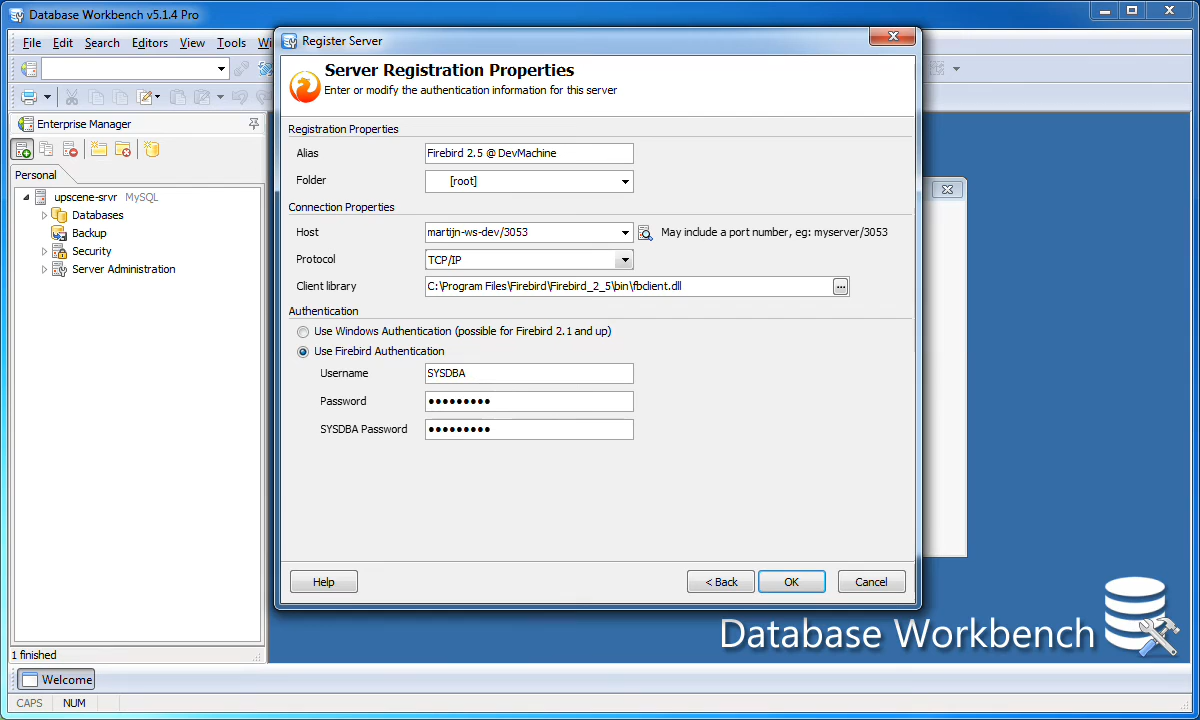 Database Workbench v5.1.4 Pro
File Edit Search Editors View Tools Wi
Register Server
Server Registration Properties
Enter or modify the authentication information for this server
Enterprise Manager
Personal
upscene-srvr MySQL
Databases
Backup
Security
Server Administration
Registration Properties
Alias Firebird 2.5 @ DevMachine
Folder [root]
Connection Properties
Host martijn-ws-dev/3053 May include a port number, eg: myserver/3053
Protocol TCP/IP
Client library C:\Program Files\Firebird\Firebird_2_5\bin\fbclient.dll ...
Authentication
Use Windows Authentication (possible for Firebird 2.1 and up)
Use Firebird Authentication
Username SYSDBA
Password ●●●●●●●●●
SYSDBA Password ●●●●●●●●●
Help < Back OK Cancel
Database Workbench
1 finished
Welcome
CAPS NUM